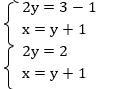 2y = 3 − 1
x = y + 1
2y = 2
x = y + 1